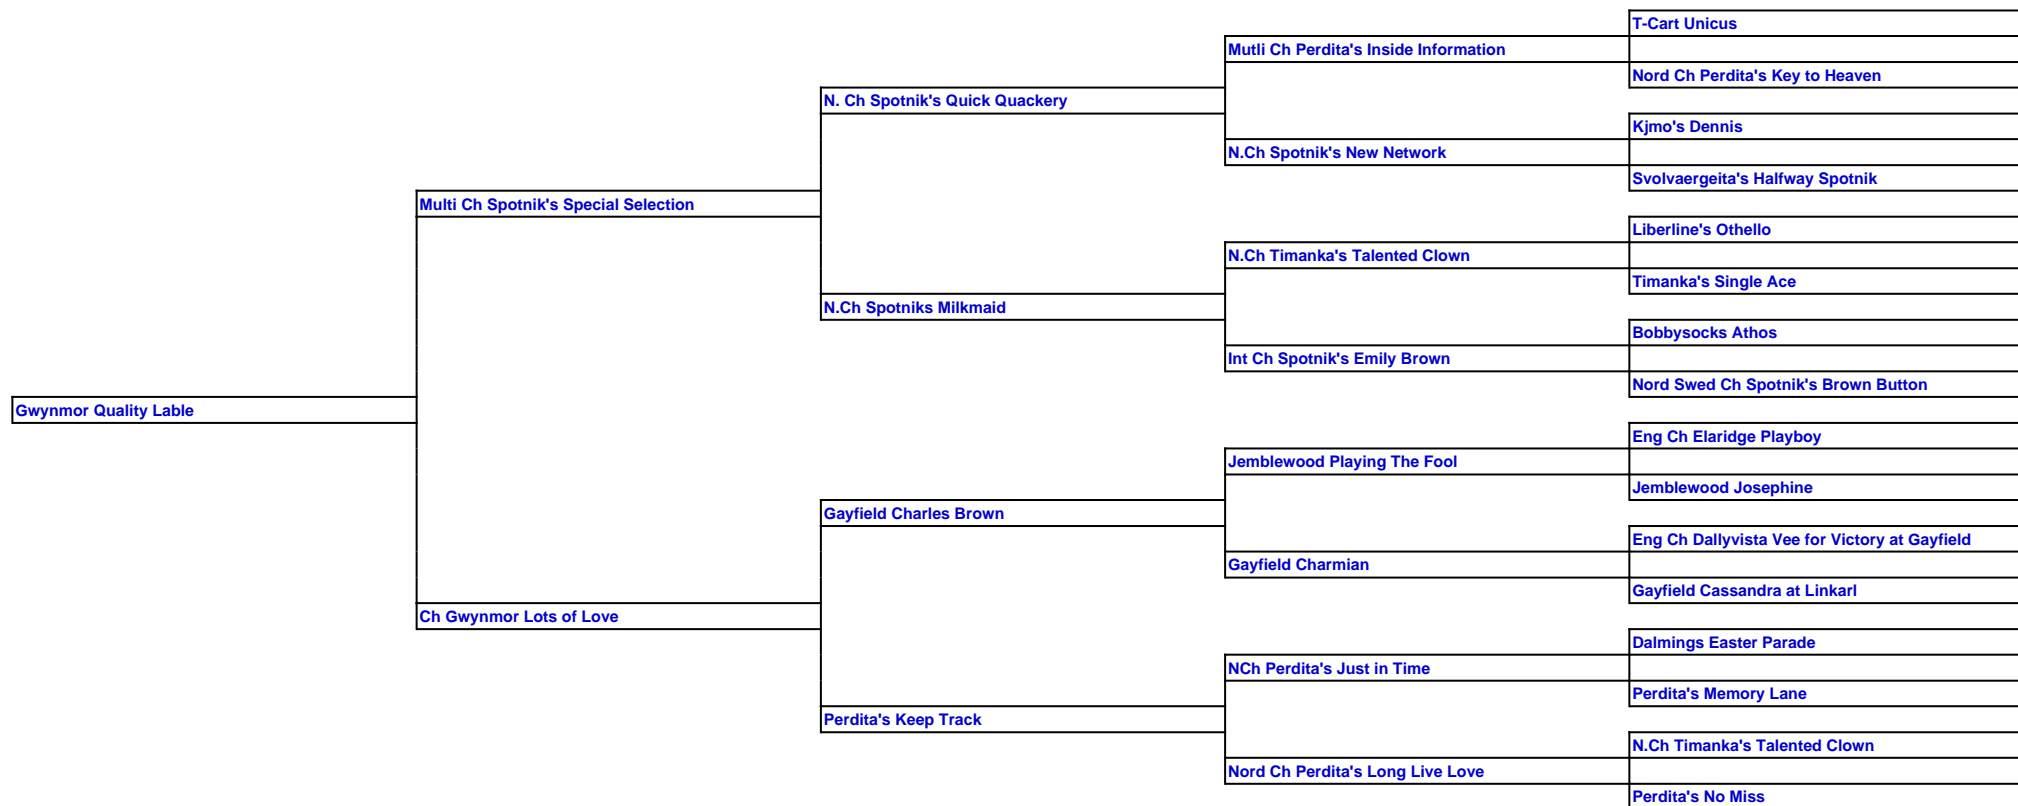 T-Cart Unicus
Mutli Ch Perdita's Inside Information
Nord Ch Perdita's Key to Heaven
N. Ch Spotnik's Quick Quackery
Kjmo's Dennis
N.Ch Spotnik's New Network
Svolvaergeita's Halfway Spotnik
Multi Ch Spotnik's Special Selection
Liberline's Othello
N.Ch Timanka's Talented Clown
Timanka's Single Ace
N.Ch Spotniks Milkmaid
Bobbysocks Athos
Int Ch Spotnik's Emily Brown
Nord Swed Ch Spotnik's Brown Button
Gwynmor Quality Lable
Eng Ch Elaridge Playboy
Jemblewood Playing The Fool
Jemblewood Josephine
Gayfield Charles Brown
Eng Ch Dallyvista Vee for Victory at Gayfield
Gayfield Charmian
Gayfield Cassandra at Linkarl
Ch Gwynmor Lots of Love
Dalmings Easter Parade
NCh Perdita's Just in Time
Perdita's Memory Lane
Perdita's Keep Track
N.Ch Timanka's Talented Clown
Nord Ch Perdita's Long Live Love
Perdita's No Miss